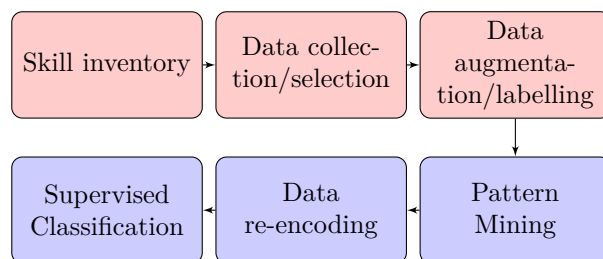 Skill inventory
Data collec-
tion/selection
Data
augmenta-
tion/labelling
Supervised
Classification
Data
re-encoding
Pattern
Mining